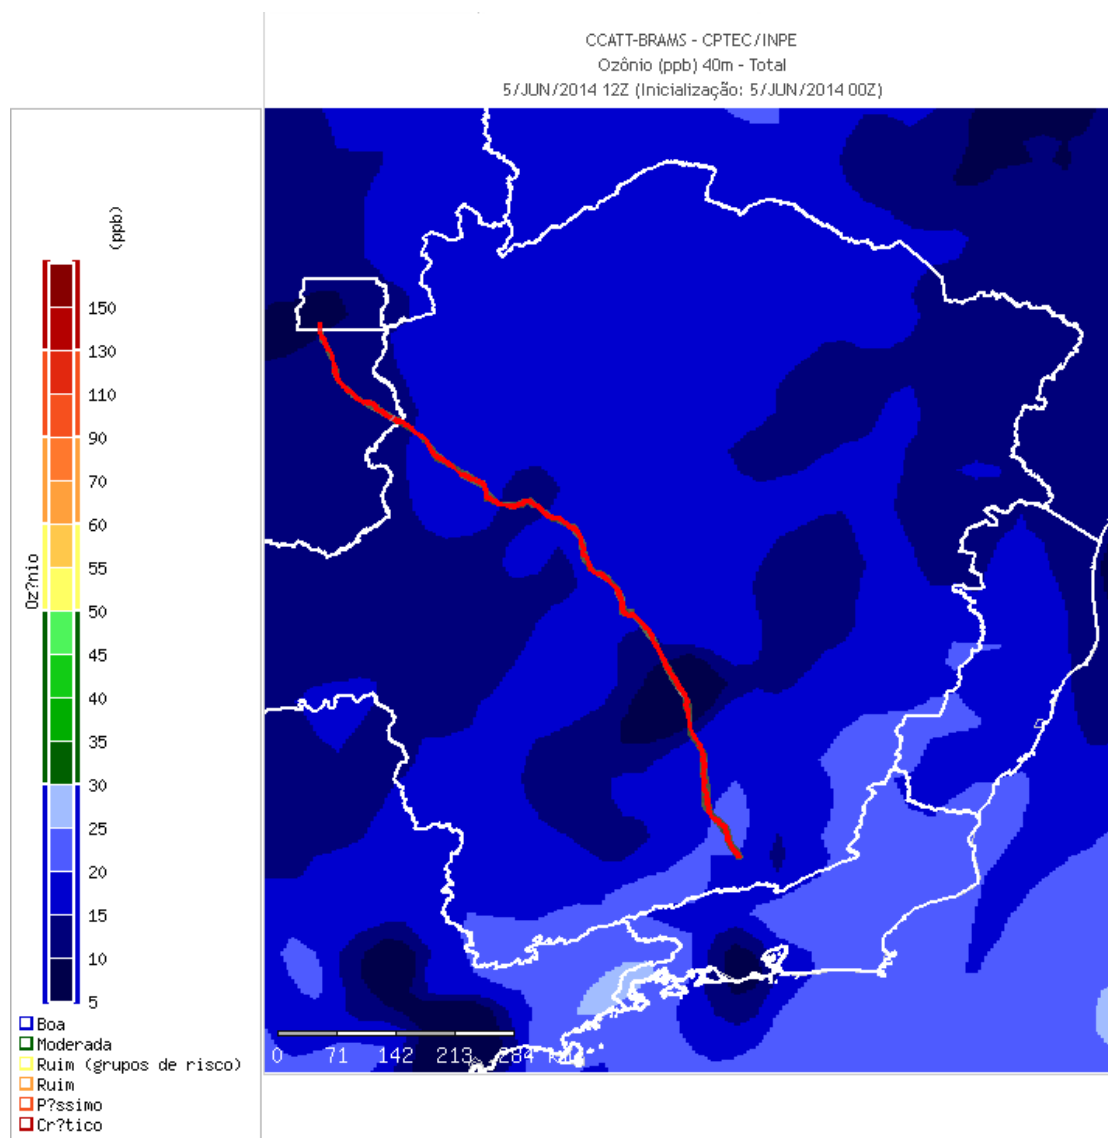 CCATT-BRAMS - CPTEC/INPE
Ozônio (ppb) 40m - Total
5/JUN/2014 12Z (Inicialização: 5/JUN/2014 00Z)
(ppb)
150
130
110
90
70
60
55
50
45
40
35
30
25
20
15
10
5
Oz?nio
Boa
Moderada
Ruim (grupos de risco)
Ruim
P?ssimo
Cr?tico
0 71 142 213 284